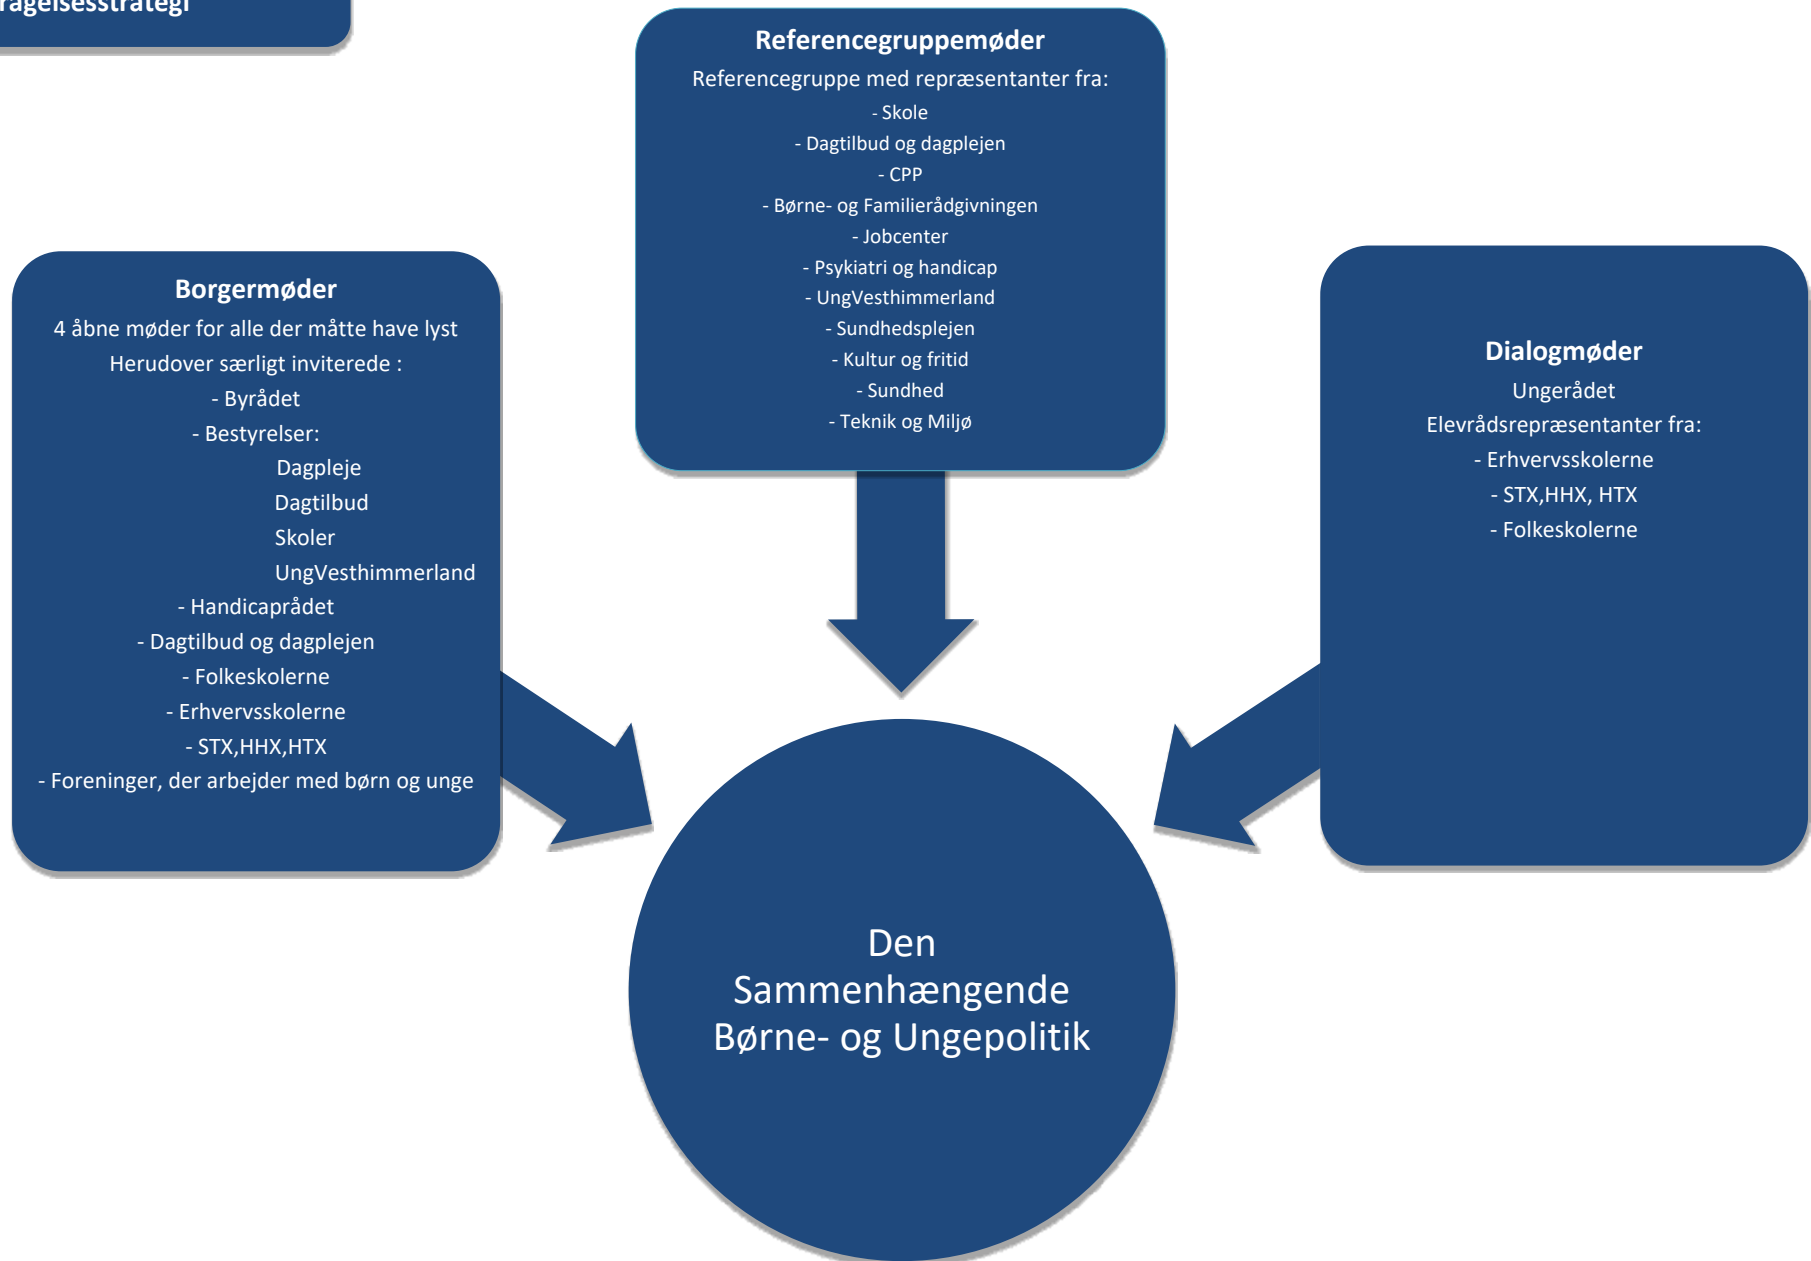 Referencegruppemøder
Referencegruppe med repræsentanter fra:
- Skole
- Dagtilbud og dagplejen
- CPP
- Børne- og Familierådgivningen
- Jobcenter
- Psykiatri og handicap
- UngVesthimmerland
- Sundhedsplejen
- Kultur og fritid
- Sundhed
- Teknik og Miljø
Borgermøder
4 åbne møder for alle der måtte have lyst
Herudover særligt inviterede :
- Byrådet
- Bestyrelser:
Dagpleje
Dagtilbud
Skoler
UngVesthimmerland
- Handicaprådet
- Dagtilbud og dagplejen
- Folkeskolerne
- Erhvervsskolerne
- STX,HHX,HTX
- Foreninger, der arbejder med børn og unge
Dialogmøder
Ungerådet
Elevrådsrepræsentanter fra:
- Erhvervsskolerne
- STX,HHX, HTX
- Folkeskolerne
Den
Sammenhængende
Børne- og Ungepolitik